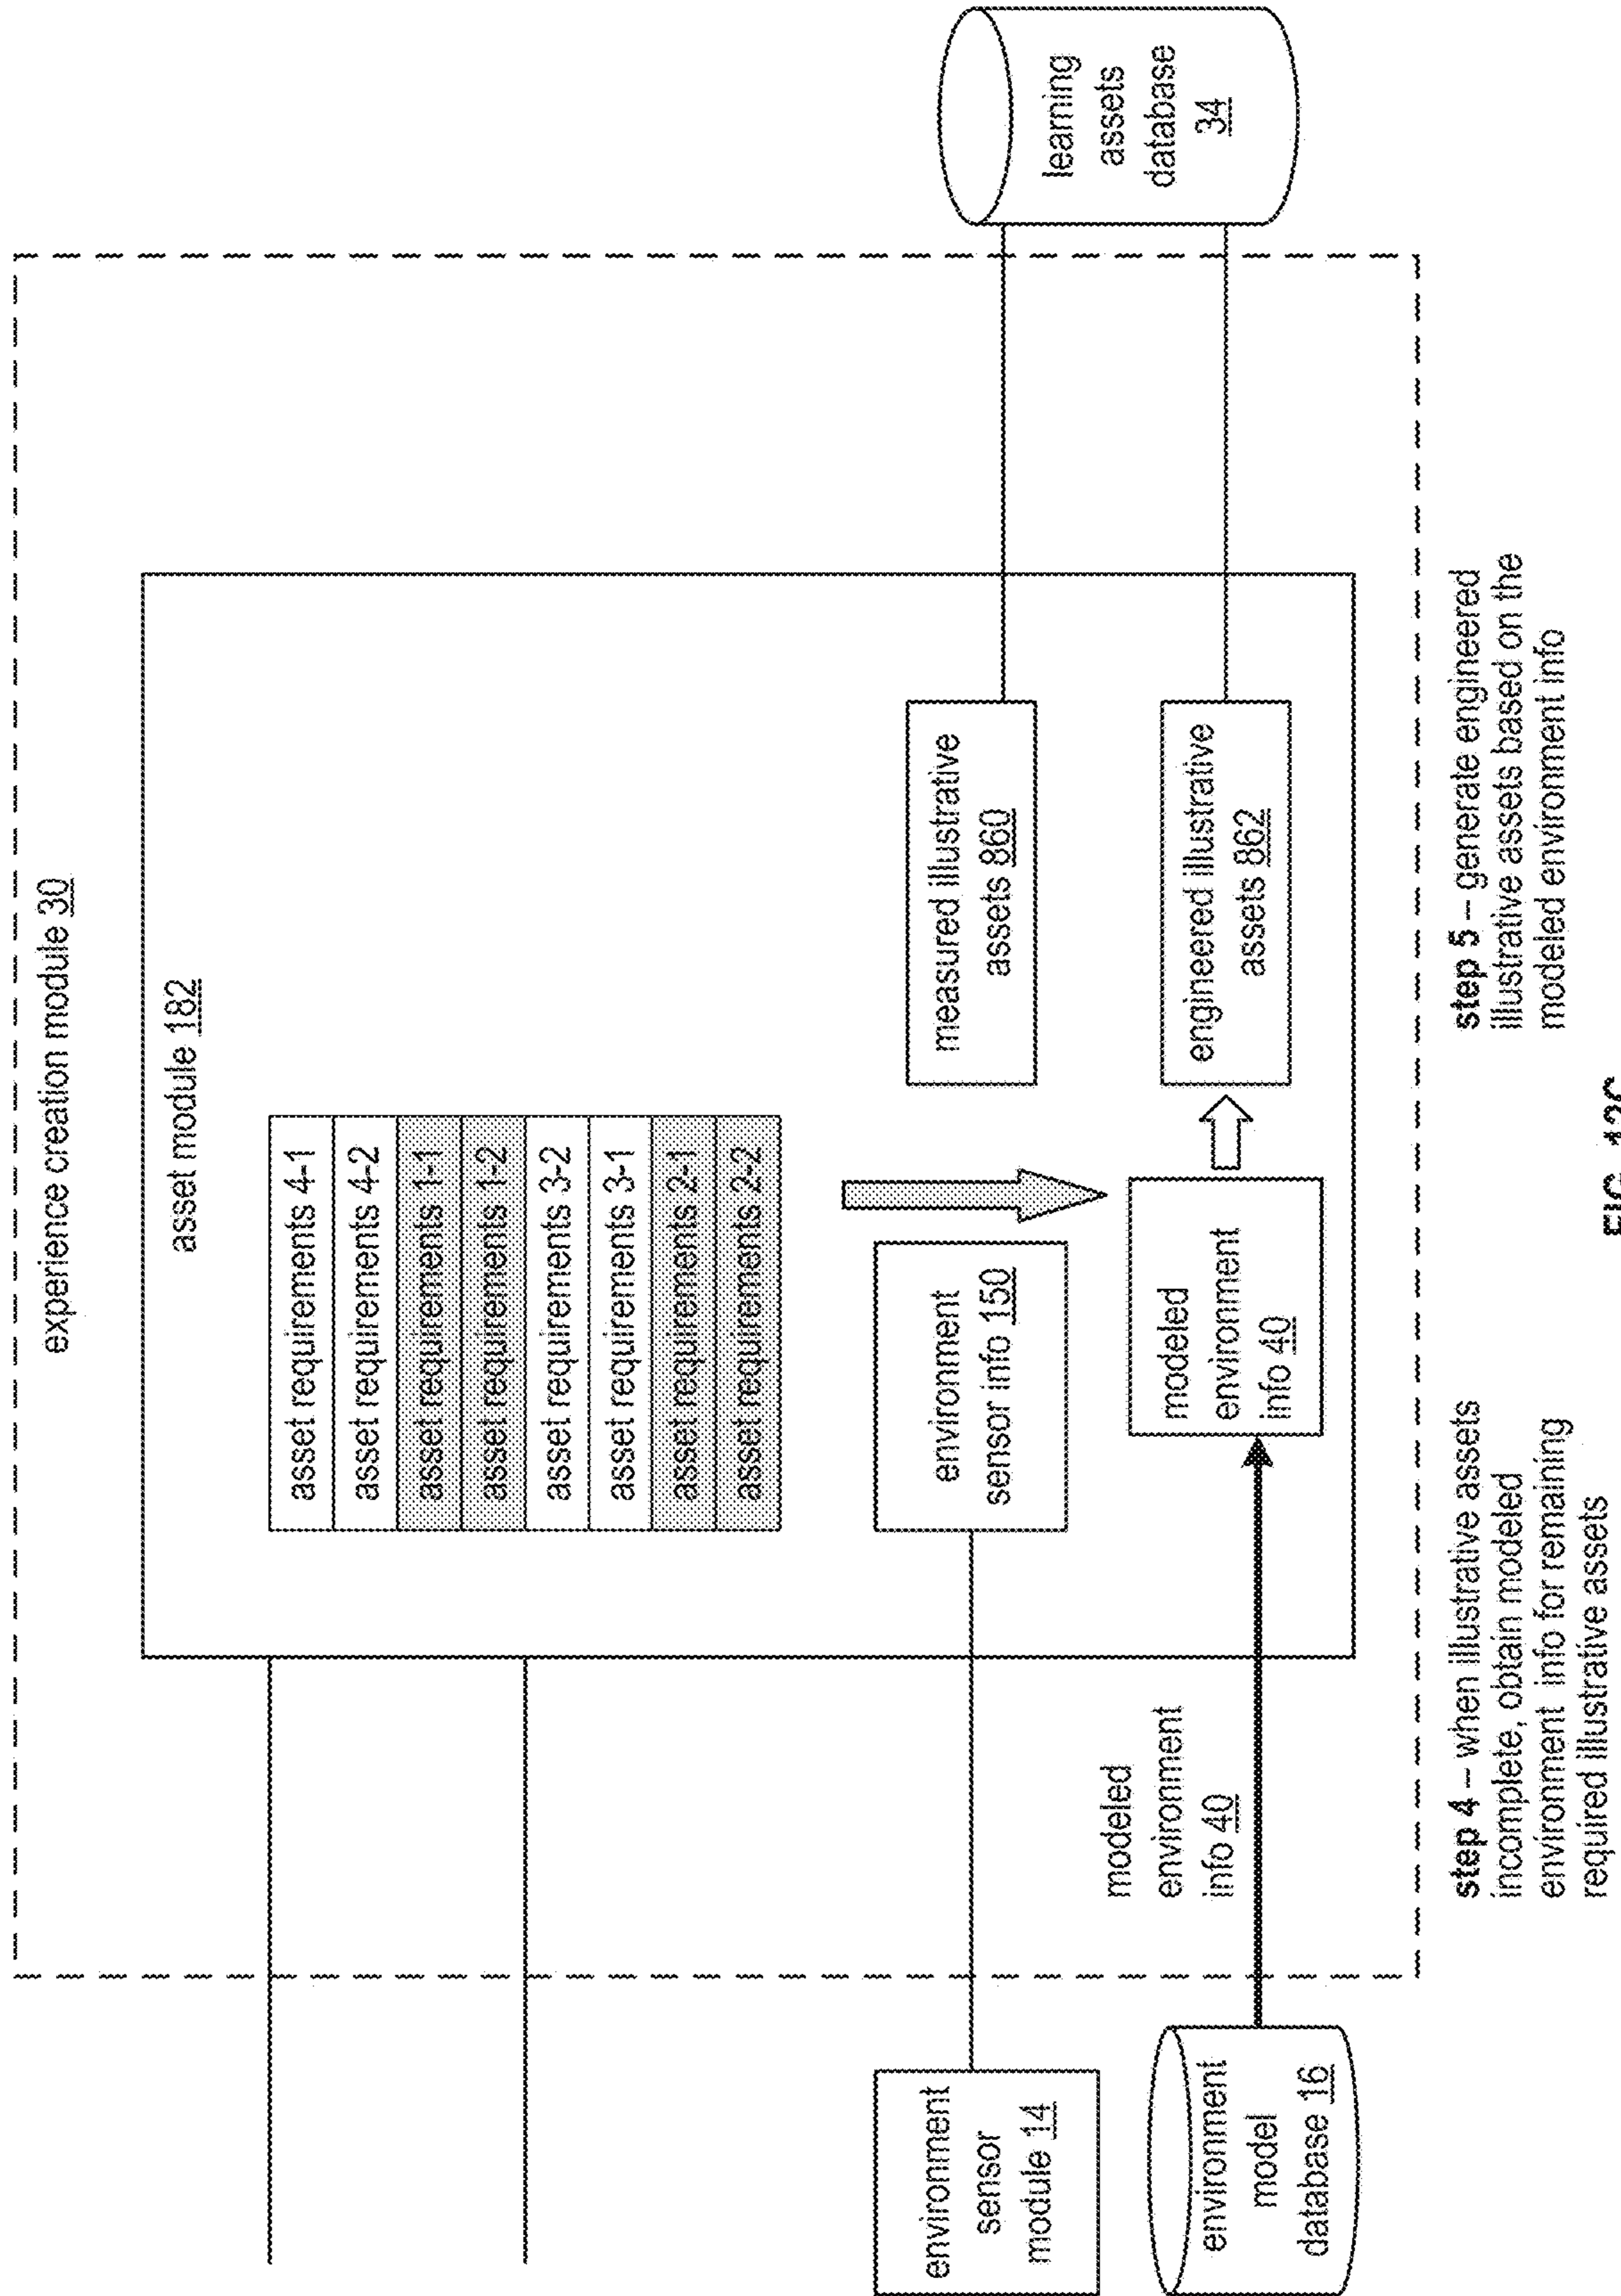 experience creation module 30
asset module 182
asset requirements 4-1
asset requirements 4-2
asset requirements 1-1
asset requirements 1-2
asset requirements 3-2
asset requirements 3-1
asset requirements 2-1
asset requirements 2-2
environment
sensor
module 14
environment
sensor info 150
measured illustrative
assets 860
learning
assets
database
34
environment
model
database 16
modeled
environment
info 40
modeled
environment
info 40
engineered illustrative
assets 862
step 4 – when illustrative assets
incomplete, obtain modeled
environment info for remaining
required illustrative assets
step 5 – generate engineered
illustrative assets based on the
modeled environment info